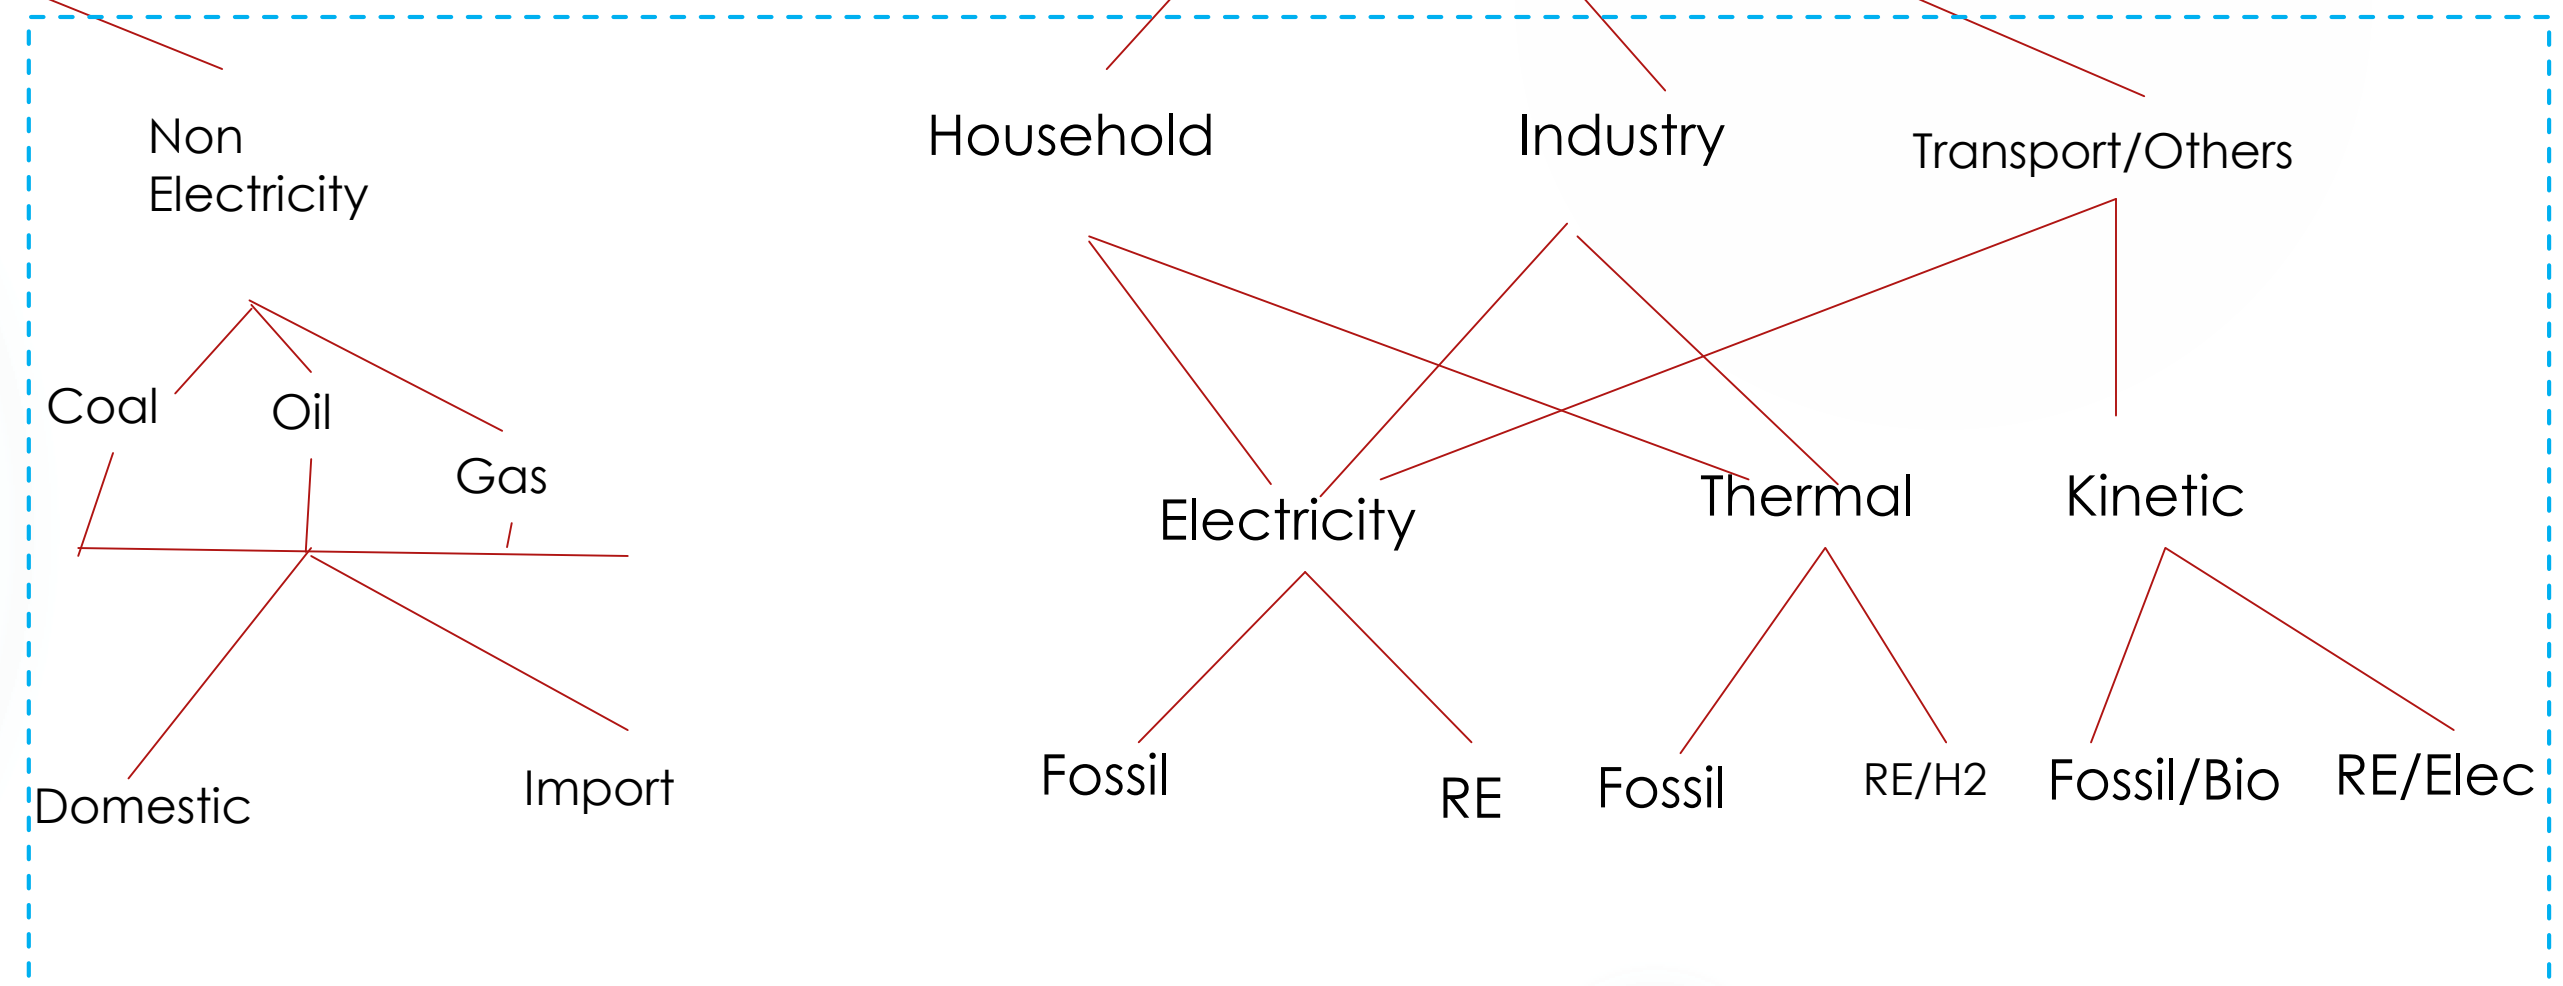 Non
Electricity
Household
Industry
Transport/Others
Coal
Oil
Gas
Electricity
Thermal
Kinetic
Domestic
Import
Fossil
RE
Fossil
RE/H2
Fossil/Bio
RE/Elec